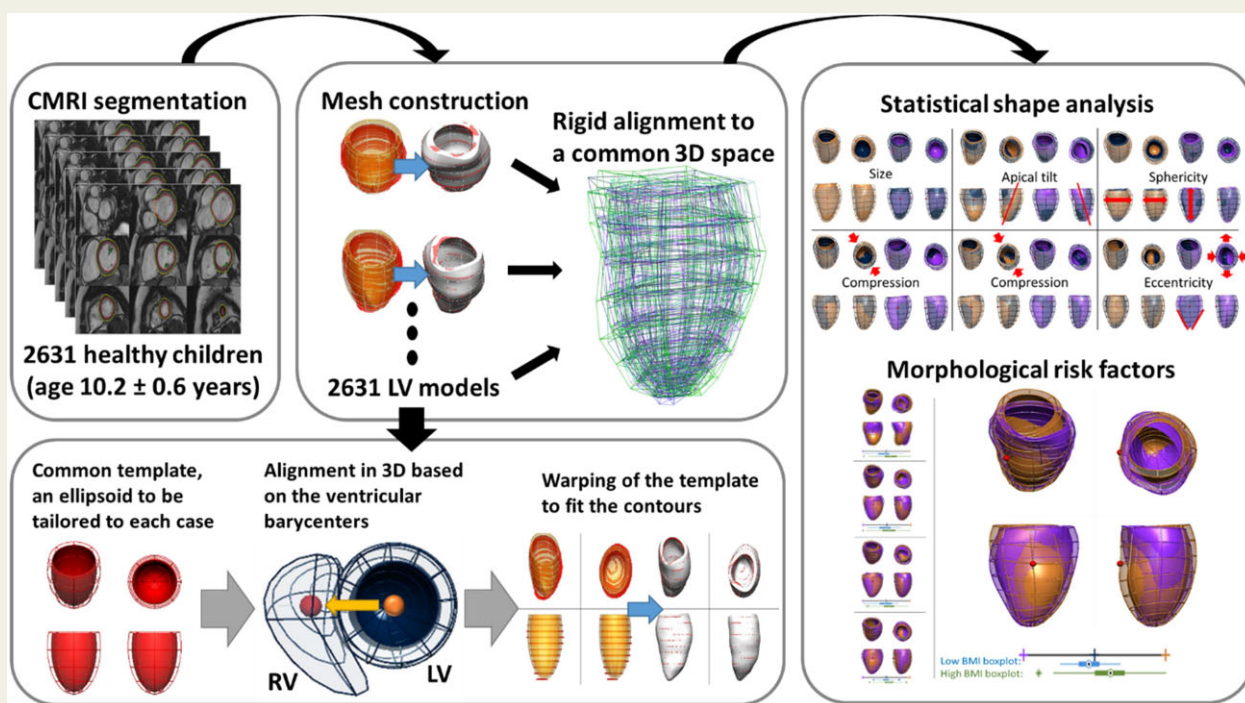 CMRI segmentation
2631 healthy children
(age 10.2 ± 0.6 years)
Mesh construction
Rigid alignment to
a common 3D space
2631 LV models
Common template,
an ellipsoid to be
tailored to each case
Alignment in 3D based
on the ventricular
barycenters
RV
LV
Warping of the template
to fit the contours
Statistical shape analysis
Size
Apical tilt
Sphericity
Compression
Compression
Eccentricity
Morphological risk factors
Low BMI boxplot:
High BMI boxplot: